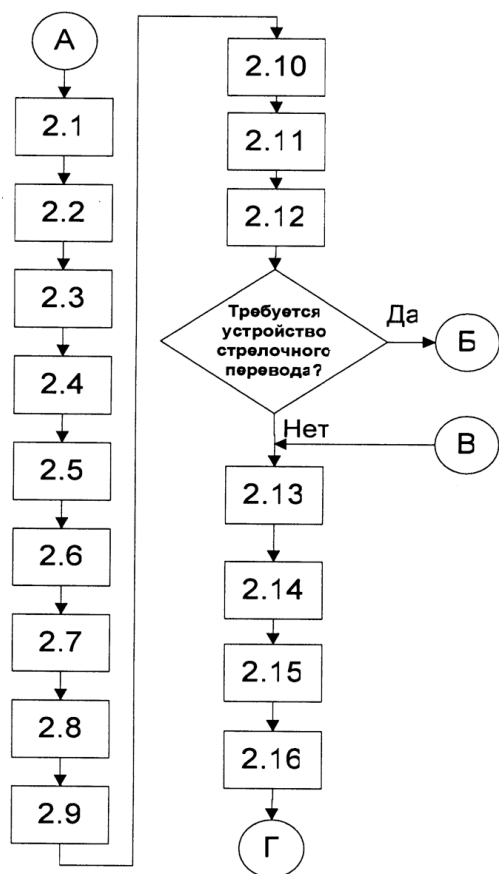 А
2.1
2.2
2.3
2.4
2.5
2.6
2.7
2.8
2.9
2.10
2.11
2.12
Требуется
устройство
стрелочного
перевода?
Да
Б
Нет
В
2.13
2.14
2.15
2.16
Г